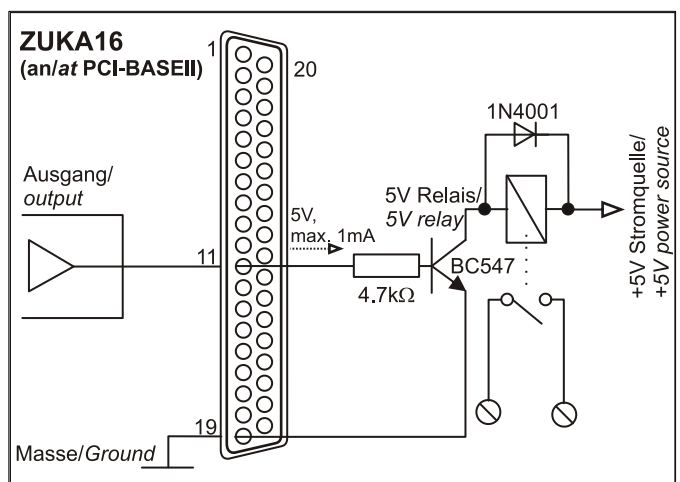 ZUKA16
(an/at PCI-BASEII)
1
20
1N4001
Ausgang/
output
5V Relais/
5V relay
+5V Stromquelle/
+5V power source
5V,
max. 1mA
11
BC547
4.7kΩ
19
Masse/Ground